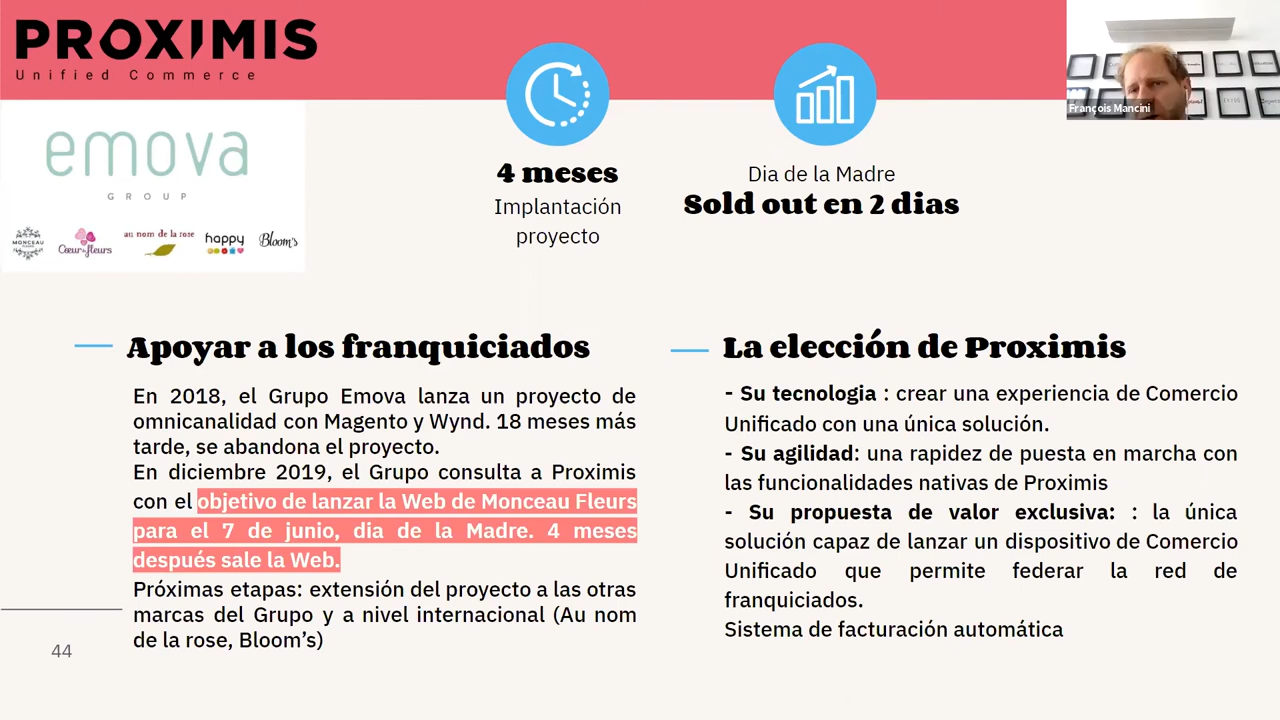 PROXIMIS
Unified Commerce
emova
GROUP
MONCEAU
FLEURS
Cœur de fleurs
au nom de la rose
happy
Bloom's
4 meses
Implantación
proyecto
Dia de la Madre
Sold out en 2 dias
François Mancini
Apoyar a los franquiciados
En 2018, el Grupo Emova lanza un proyecto de
omnicanalidad con Magento y Wynd. 18 meses más
tarde, se abandona el proyecto.
En diciembre 2019, el Grupo consulta a Proximis
con el objetivo de lanzar la Web de Monceau Fleurs
para el 7 de junio, dia de la Madre. 4 meses
después sale la Web.
Próximas etapas: extensión del proyecto a las otras
marcas del Grupo y a nivel internacional (Au nom
de la rose, Bloom's)
La elección de Proximis
- Su tecnologia : crear una experiencia de Comercio
Unificado con una única solución.
- Su agilidad: una rapidez de puesta en marcha con
las funcionalidades nativas de Proximis
- Su propuesta de valor exclusiva: : la única
solución capaz de lanzar un dispositivo de Comercio
Unificado que permite federar la red de
franquiciados.
Sistema de facturación automática
44